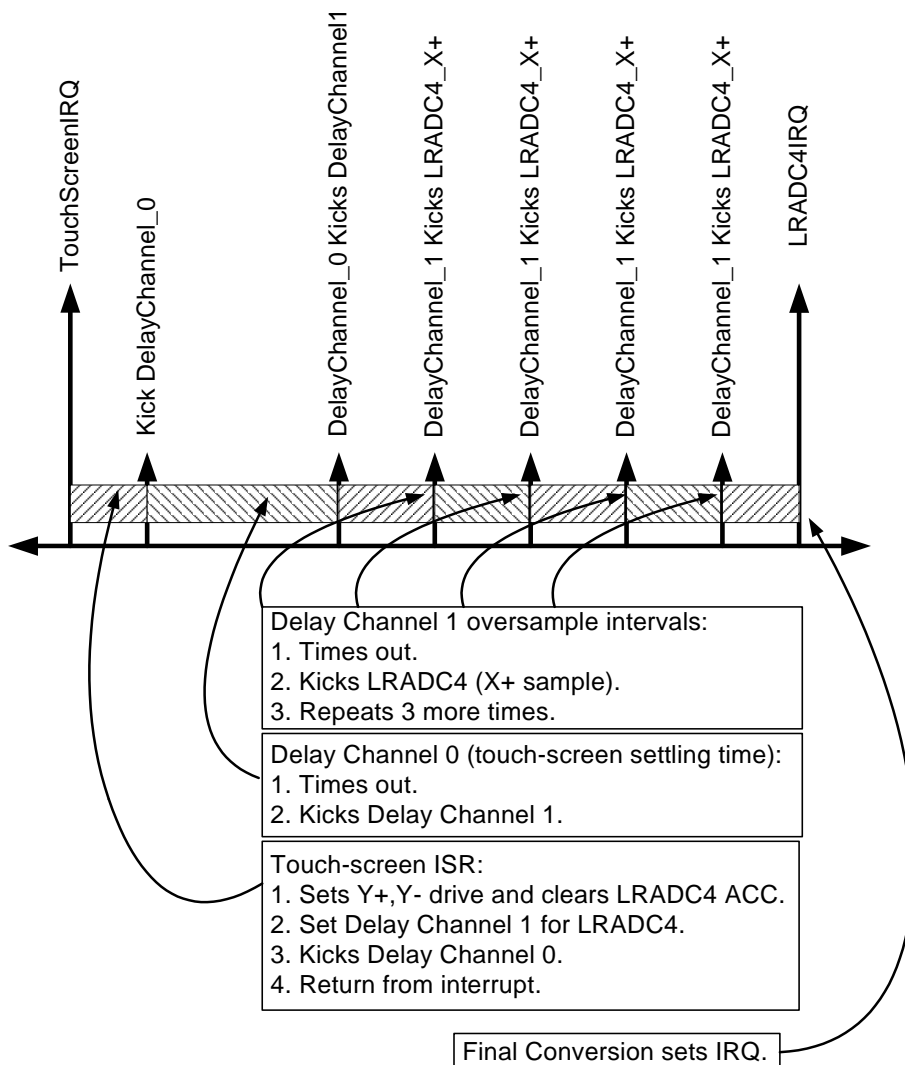 TouchScreenIRQ
Kick DelayChannel_0
DelayChannel_0 Kicks DelayChannel1
DelayChannel_1 Kicks LRADC4_X+
DelayChannel_1 Kicks LRADC4_X+
DelayChannel_1 Kicks LRADC4_X+
DelayChannel_1 Kicks LRADC4_X+
LRADC4IRQ
Delay Channel 1 oversample intervals:
1. Times out.
2. Kicks LRADC4 (X+ sample).
3. Repeats 3 more times.
Delay Channel 0 (touch-screen settling time):
1. Times out.
2. Kicks Delay Channel 1.
Touch-screen ISR:
1. Sets Y+,Y- drive and clears LRADC4 ACC.
2. Set Delay Channel 1 for LRADC4.
3. Kicks Delay Channel 0.
4. Return from interrupt.
Final Conversion sets IRQ.